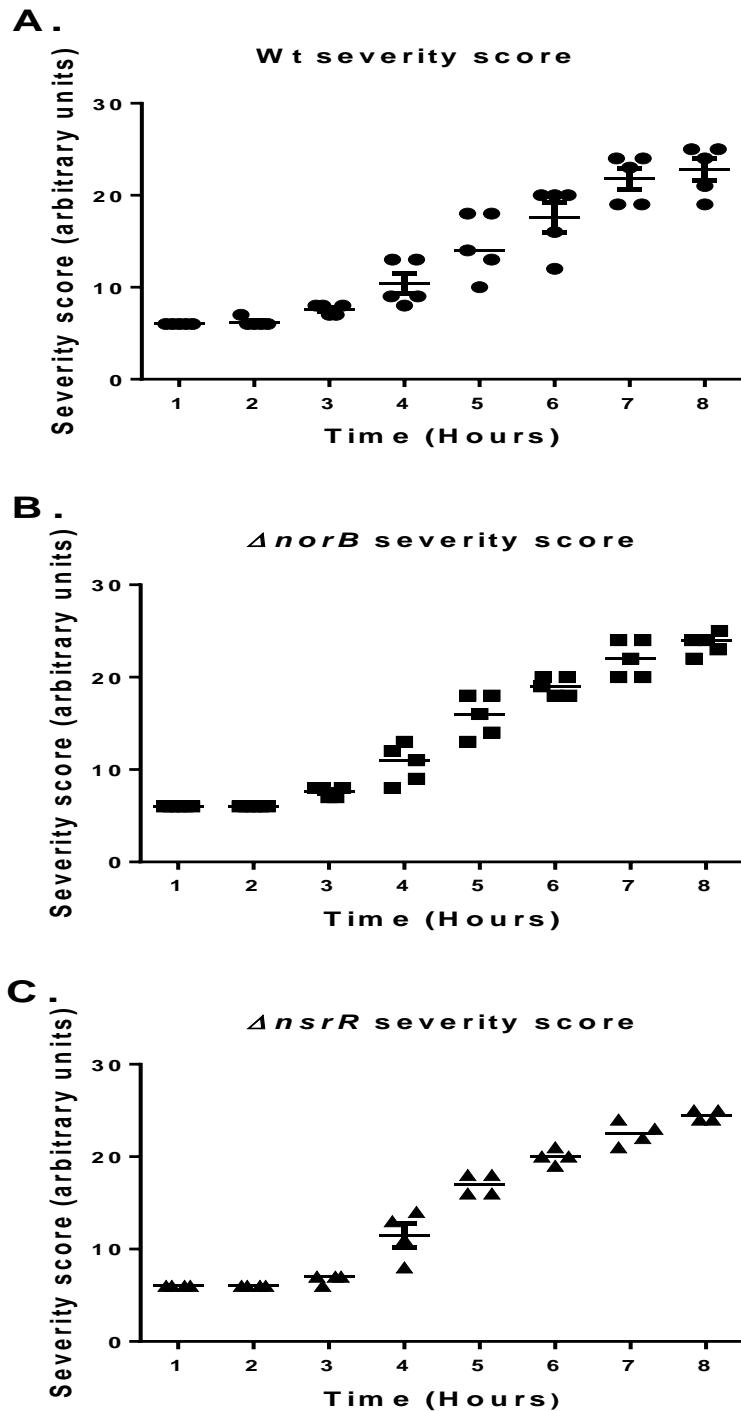 A.
Wt severity score
Severity score (arbitrary units)
30
20
10
0
1 2 3 4 5 6 7 8
Time (Hours)
B.
ΔnorB severity score
Severity score (arbitrary units)
30
20
10
0
1 2 3 4 5 6 7 8
Time (Hours)
C.
ΔnsrR severity score
Severity score (arbitrary units)
30
20
10
0
1 2 3 4 5 6 7 8
Time (Hours)